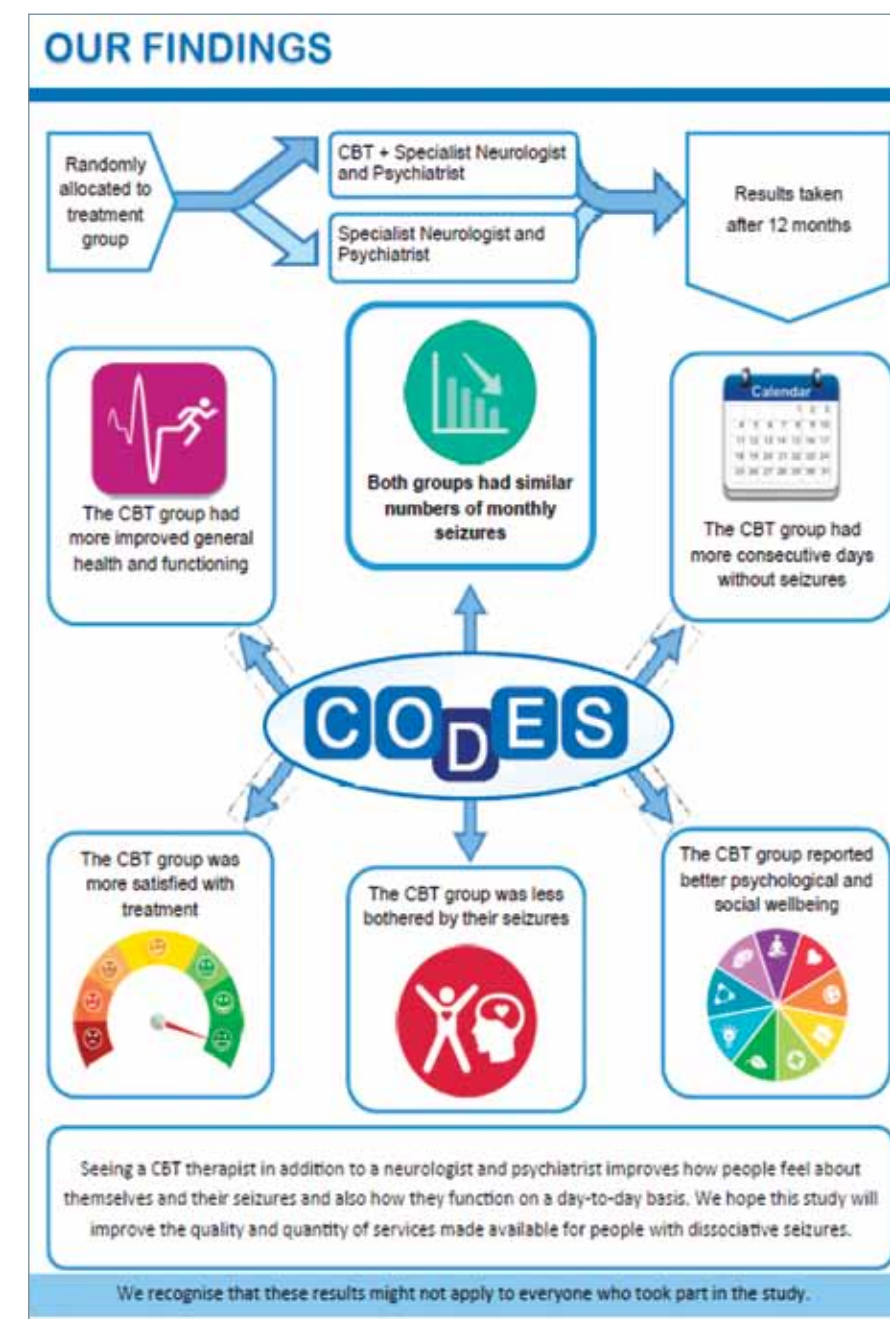 OUR FINDINGS
Randomly
allocated to
treatment
group
CBT + Specialist Neurologist
and Psychiatrist
Specialist Neurologist and
Psychiatrist
Results taken
after 12 months
The CBT group had
more improved general
health and functioning
Both groups had similar
numbers of monthly
seizures
Calendar
The CBT group had
more consecutive days
without seizures
CODES
The CBT group was
more satisfied with
treatment
The CBT group was less
bothered by their seizures
The CBT group reported
better psychological and
social wellbeing
Seeing a CBT therapist in addition to a neurologist and psychiatrist improves how people feel about
themselves and their seizures and also how they function on a day-to-day basis. We hope this study will
improve the quality and quantity of services made available for people with dissociative seizures.
We recognise that these results might not apply to everyone who took part in the study.